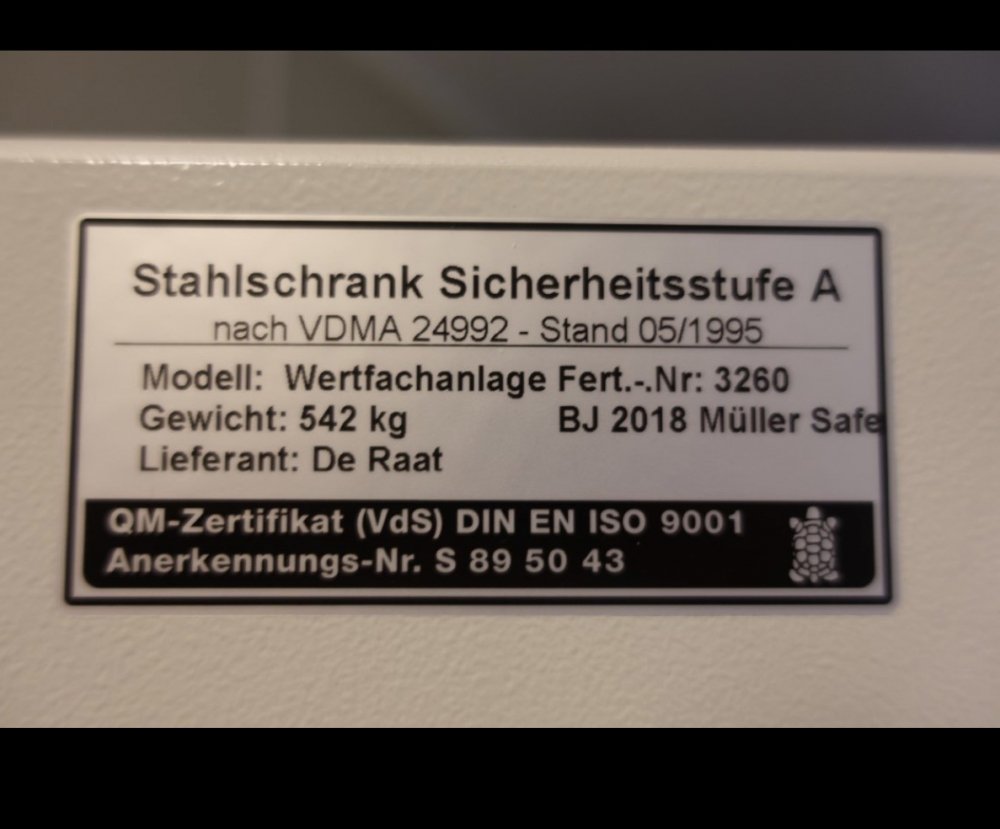 Stahlschrank Sicherheitsstufe A
nach VDMA 24992 - Stand 05/1995
Modell: Wertfachanlage Fert.-.Nr: 3260
Gewicht: 542 kg BJ 2018 Müller Safe
Lieferant: De Raat
QM-Zertifikat (VdS) DIN EN ISO 9001
Anerkennungs-Nr. S 89 50 43